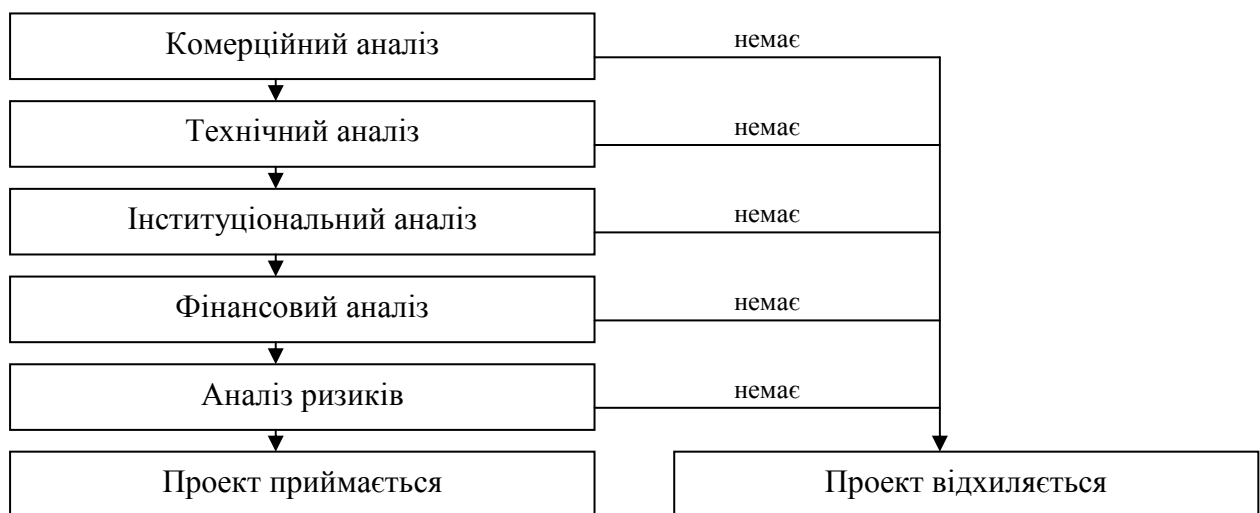 Комерційний аналіз
немає
Технічний аналіз
немає
Інституціональний аналіз
немає
Фінансовий аналіз
немає
Аналіз ризиків
немає
Проект приймається
Проект відхиляється